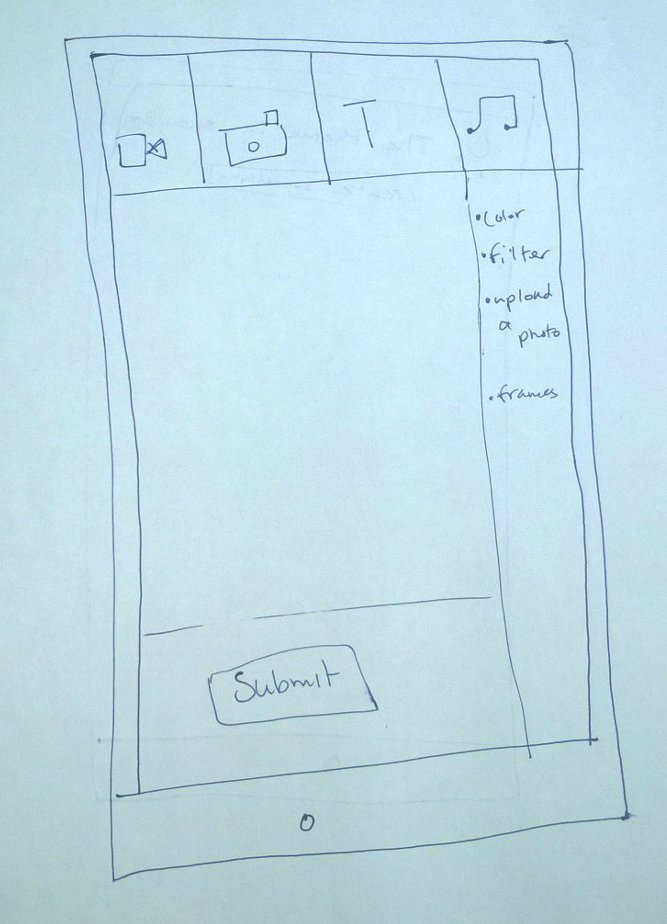 T
• Color
• filter
• upload
a
photo
• frames
Submit